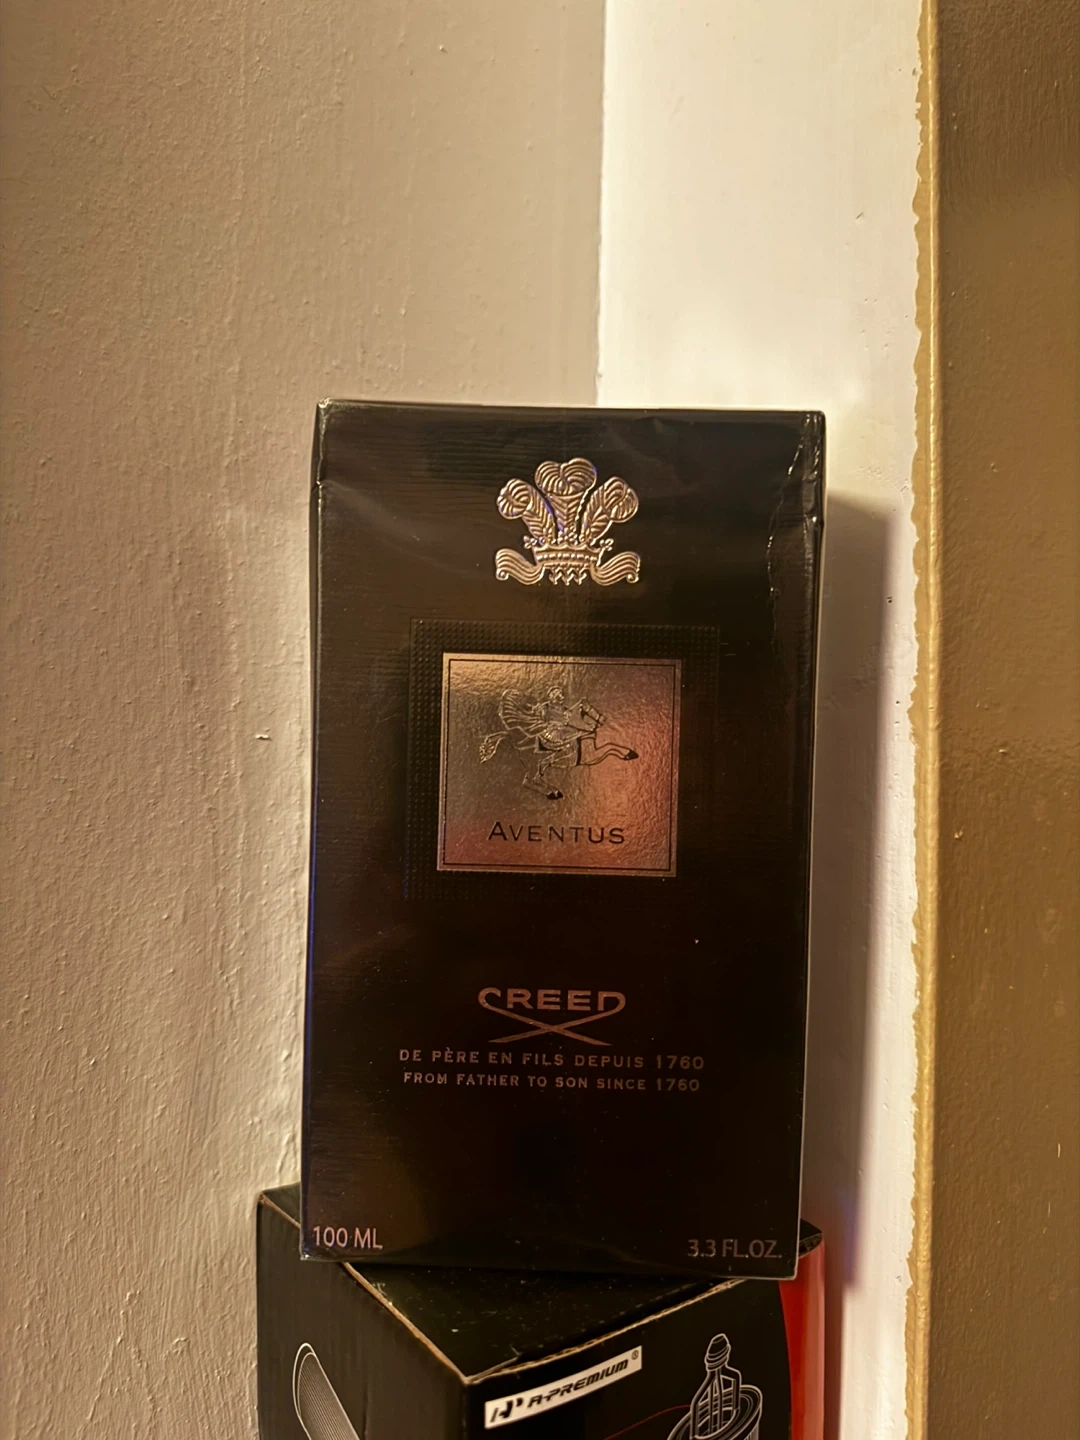 AVENTUS
CREED
DE PÈRE EN FILS DEPUIS 1760
FROM FATHER TO SON SINCE 1760
100 ML
3.3 FL.OZ.
A-PREMIUM®